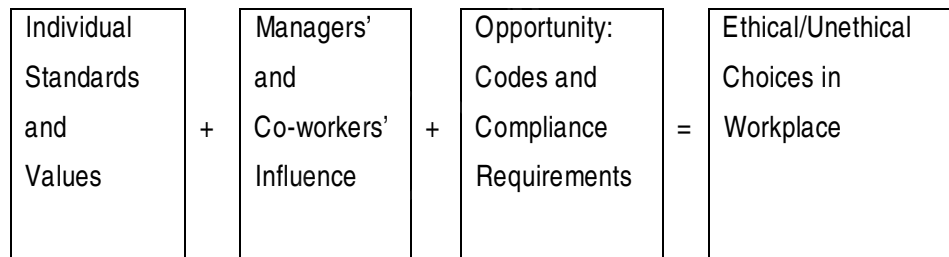 Individual
Standards
and
Values
+
Managers’
and
Co-workers’
Influence
+
Opportunity:
Codes and
Compliance
Requirements
=
Ethical/Unethical
Choices in
Workplace